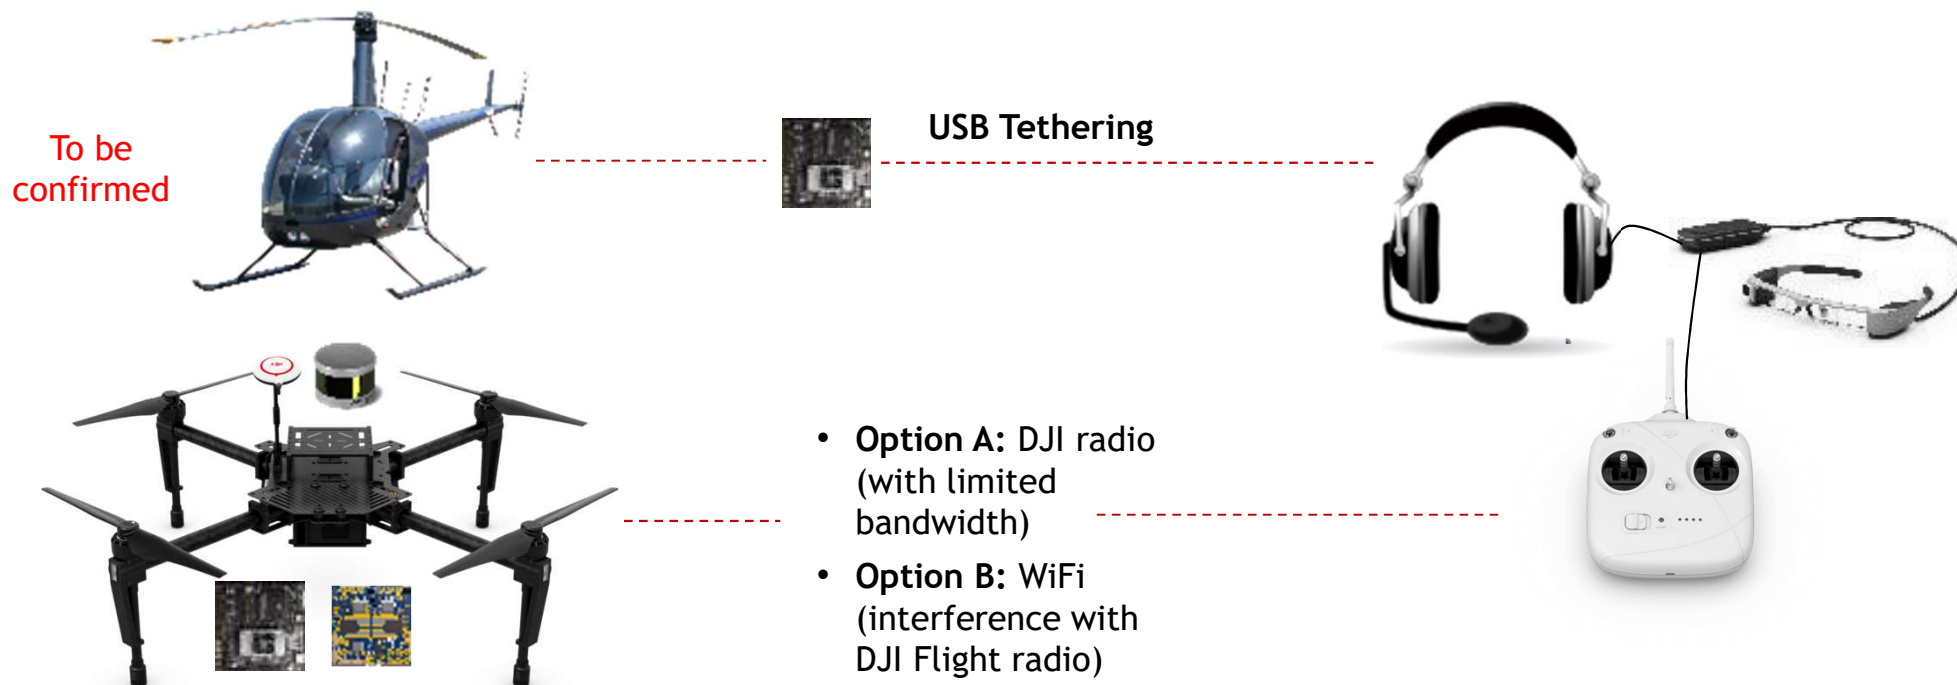 To be
confirmed
USB Tethering
• Option A: DJI radio
(with limited
bandwidth)
• Option B: WiFi
(interference with
DJI Flight radio)